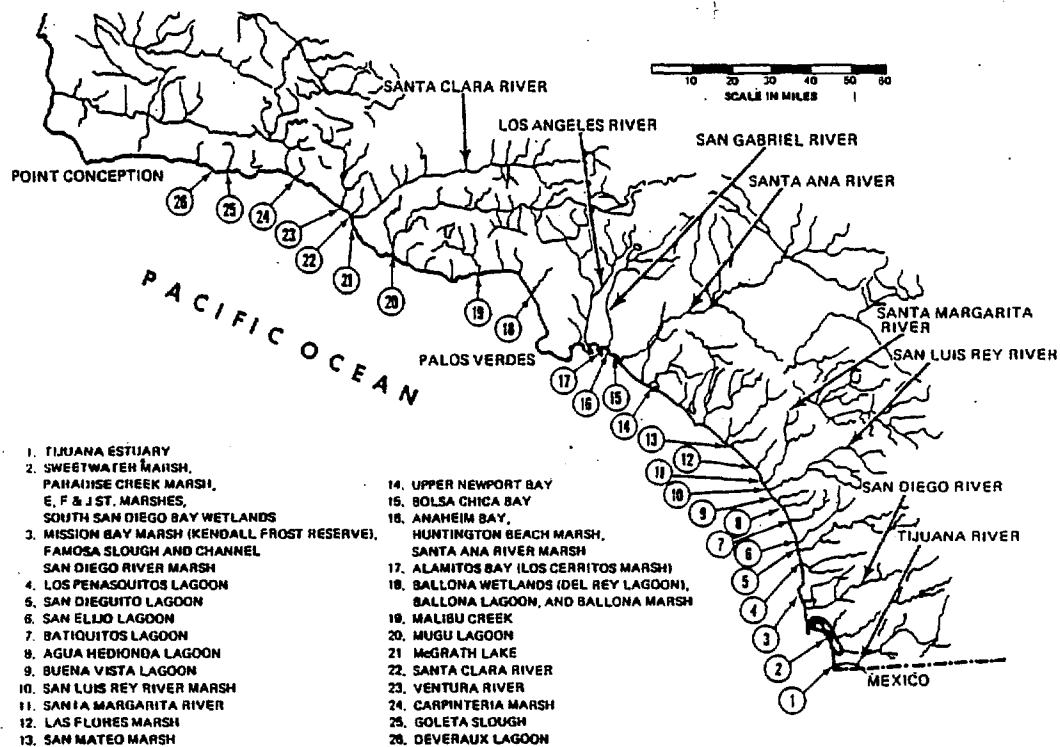 SANTA CLARA RIVER
LOS ANGELES RIVER
SAN GABRIEL RIVER
SANTA ANA RIVER
10 20 30 40 50 60
SCALE IN MILES
POINT CONCEPTION
26
25
24
23
22
21
20
19
18
PACIFIC OCEAN
PALOS VERDES
17
16
15
14
13
12
11
10
9
8
7
6
5
4
3
2
1
SANTA MARGARITA
RIVER
SAN LUIS REY RIVER
SAN DIEGO RIVER
TIJUANA RIVER
MEXICO
1. TIJUANA ESTUARY
2. SWEETWATER MARSH,
PARADISE CREEK MARSH,
E, F & J ST. MARSHES,
SOUTH SAN DIEGO BAY WETLANDS
3. MISSION BAY MARSH (KENDALL FROST RESERVE),
FAMOSA SLOUGH AND CHANNEL
SAN DIEGO RIVER MARSH
4. LOS PENASQUITOS LAGOON
5. SAN DIEGUITO LAGOON
6. SAN ELIJO LAGOON
7. BATIQUITOS LAGOON
8. AGUA HEDIONDA LAGOON
9. BUENA VISTA LAGOON
10. SAN LUIS REY RIVER MARSH
11. SANTA MARGARITA RIVER
12. LAS FLORES MARSH
13. SAN MATEO MARSH
14. UPPER NEWPORT BAY
15. BOLSA CHICA BAY
16. ANAHEIM BAY,
HUNTINGTON BEACH MARSH,
SANTA ANA RIVER MARSH
17. ALAMITOS BAY (LOS CERRITOS MARSH)
18. BALLONA WETLANDS (DEL REY LAGOON),
BALLONA LAGOON, AND BALLONA MARSH
19. MALIBU CREEK
20. MUGU LAGOON
21 McGRATH LAKE
22. SANTA CLARA RIVER
23. VENTURA RIVER
24. CARPINTERIA MARSH
25. GOLETA SLOUGH
26. DEVERAUX LAGOON